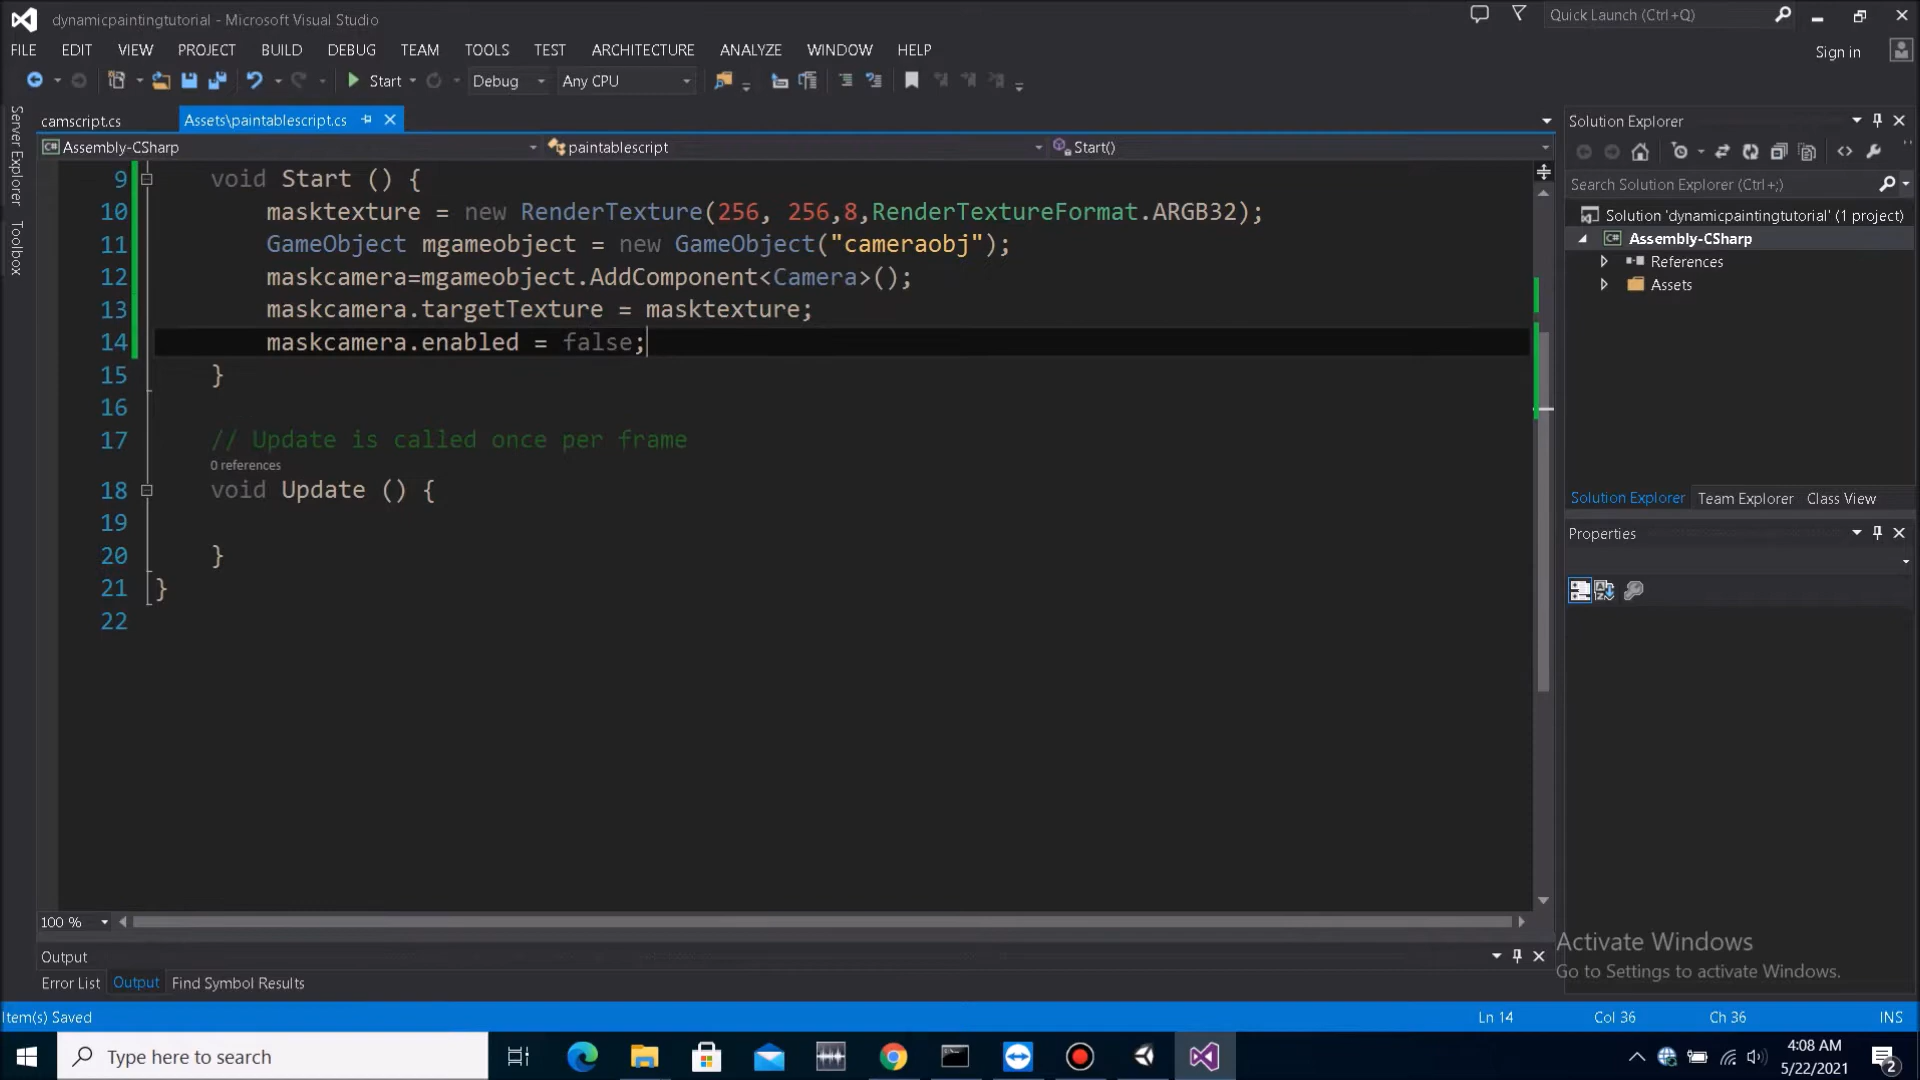 dynamicpaintingtutorial - Microsoft Visual Studio
Quick Launch (Ctrl+Q)
FILE EDIT VIEW PROJECT BUILD DEBUG TEAM TOOLS TEST ARCHITECTURE ANALYZE WINDOW HELP
Sign in
Start Debug Any CPU
Server Explorer
Toolbox
camscript.cs Assets\paintablescript.cs
Assembly-CSharp paintablescript Start()
9 void Start () {
10 masktexture = new RenderTexture(256, 256,8,RenderTextureFormat.ARGB32);
11 GameObject mgameobject = new GameObject("cameraobj");
12 maskcamera=mgameobject.AddComponent<Camera>();
13 maskcamera.targetTexture = masktexture;
14 maskcamera.enabled = false;
15 }
16
17 // Update is called once per frame
0 references
18 void Update () {
19
20 }
21 }
22
100 %
Solution Explorer
Search Solution Explorer (Ctrl+;)
Solution 'dynamicpaintingtutorial' (1 project)
Assembly-CSharp
References
Assets
Solution Explorer Team Explorer Class View
Properties
Activate Windows
Go to Settings to activate Windows.
Output
Error List Output Find Symbol Results
Item(s) Saved Ln 14 Col 36 Ch 36 INS
Type here to search
4:08 AM
5/22/2021
2